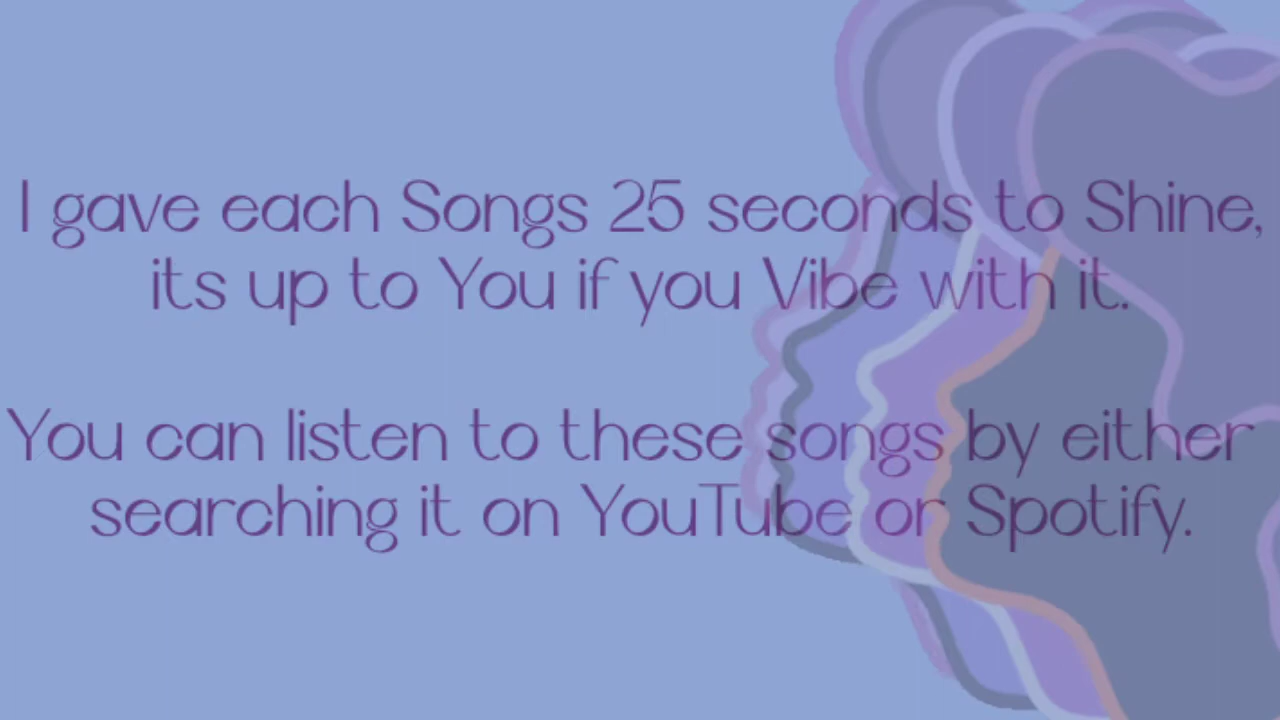 I gave each Songs 25 seconds to Shine,
its up to You if you Vibe with it.
You can listen to these songs by either
searching it on YouTube or Spotify.